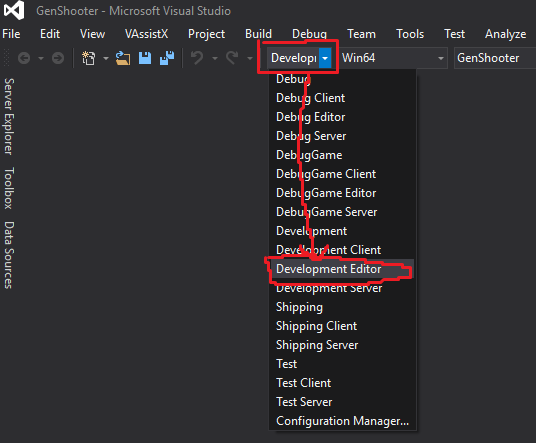 GenShooter - Microsoft Visual Studio
File Edit View VAssistX Project Build Debug Team Tools Test Analyze
Develop Win64 GenShooter
Server Explorer
Toolbox
Data Sources
Debug
Debug Client
Debug Editor
Debug Server
DebugGame
DebugGame Client
DebugGame Editor
DebugGame Server
Development
Development Client
Development Editor
Development Server
Shipping
Shipping Client
Shipping Server
Test
Test Client
Test Server
Configuration Manager...